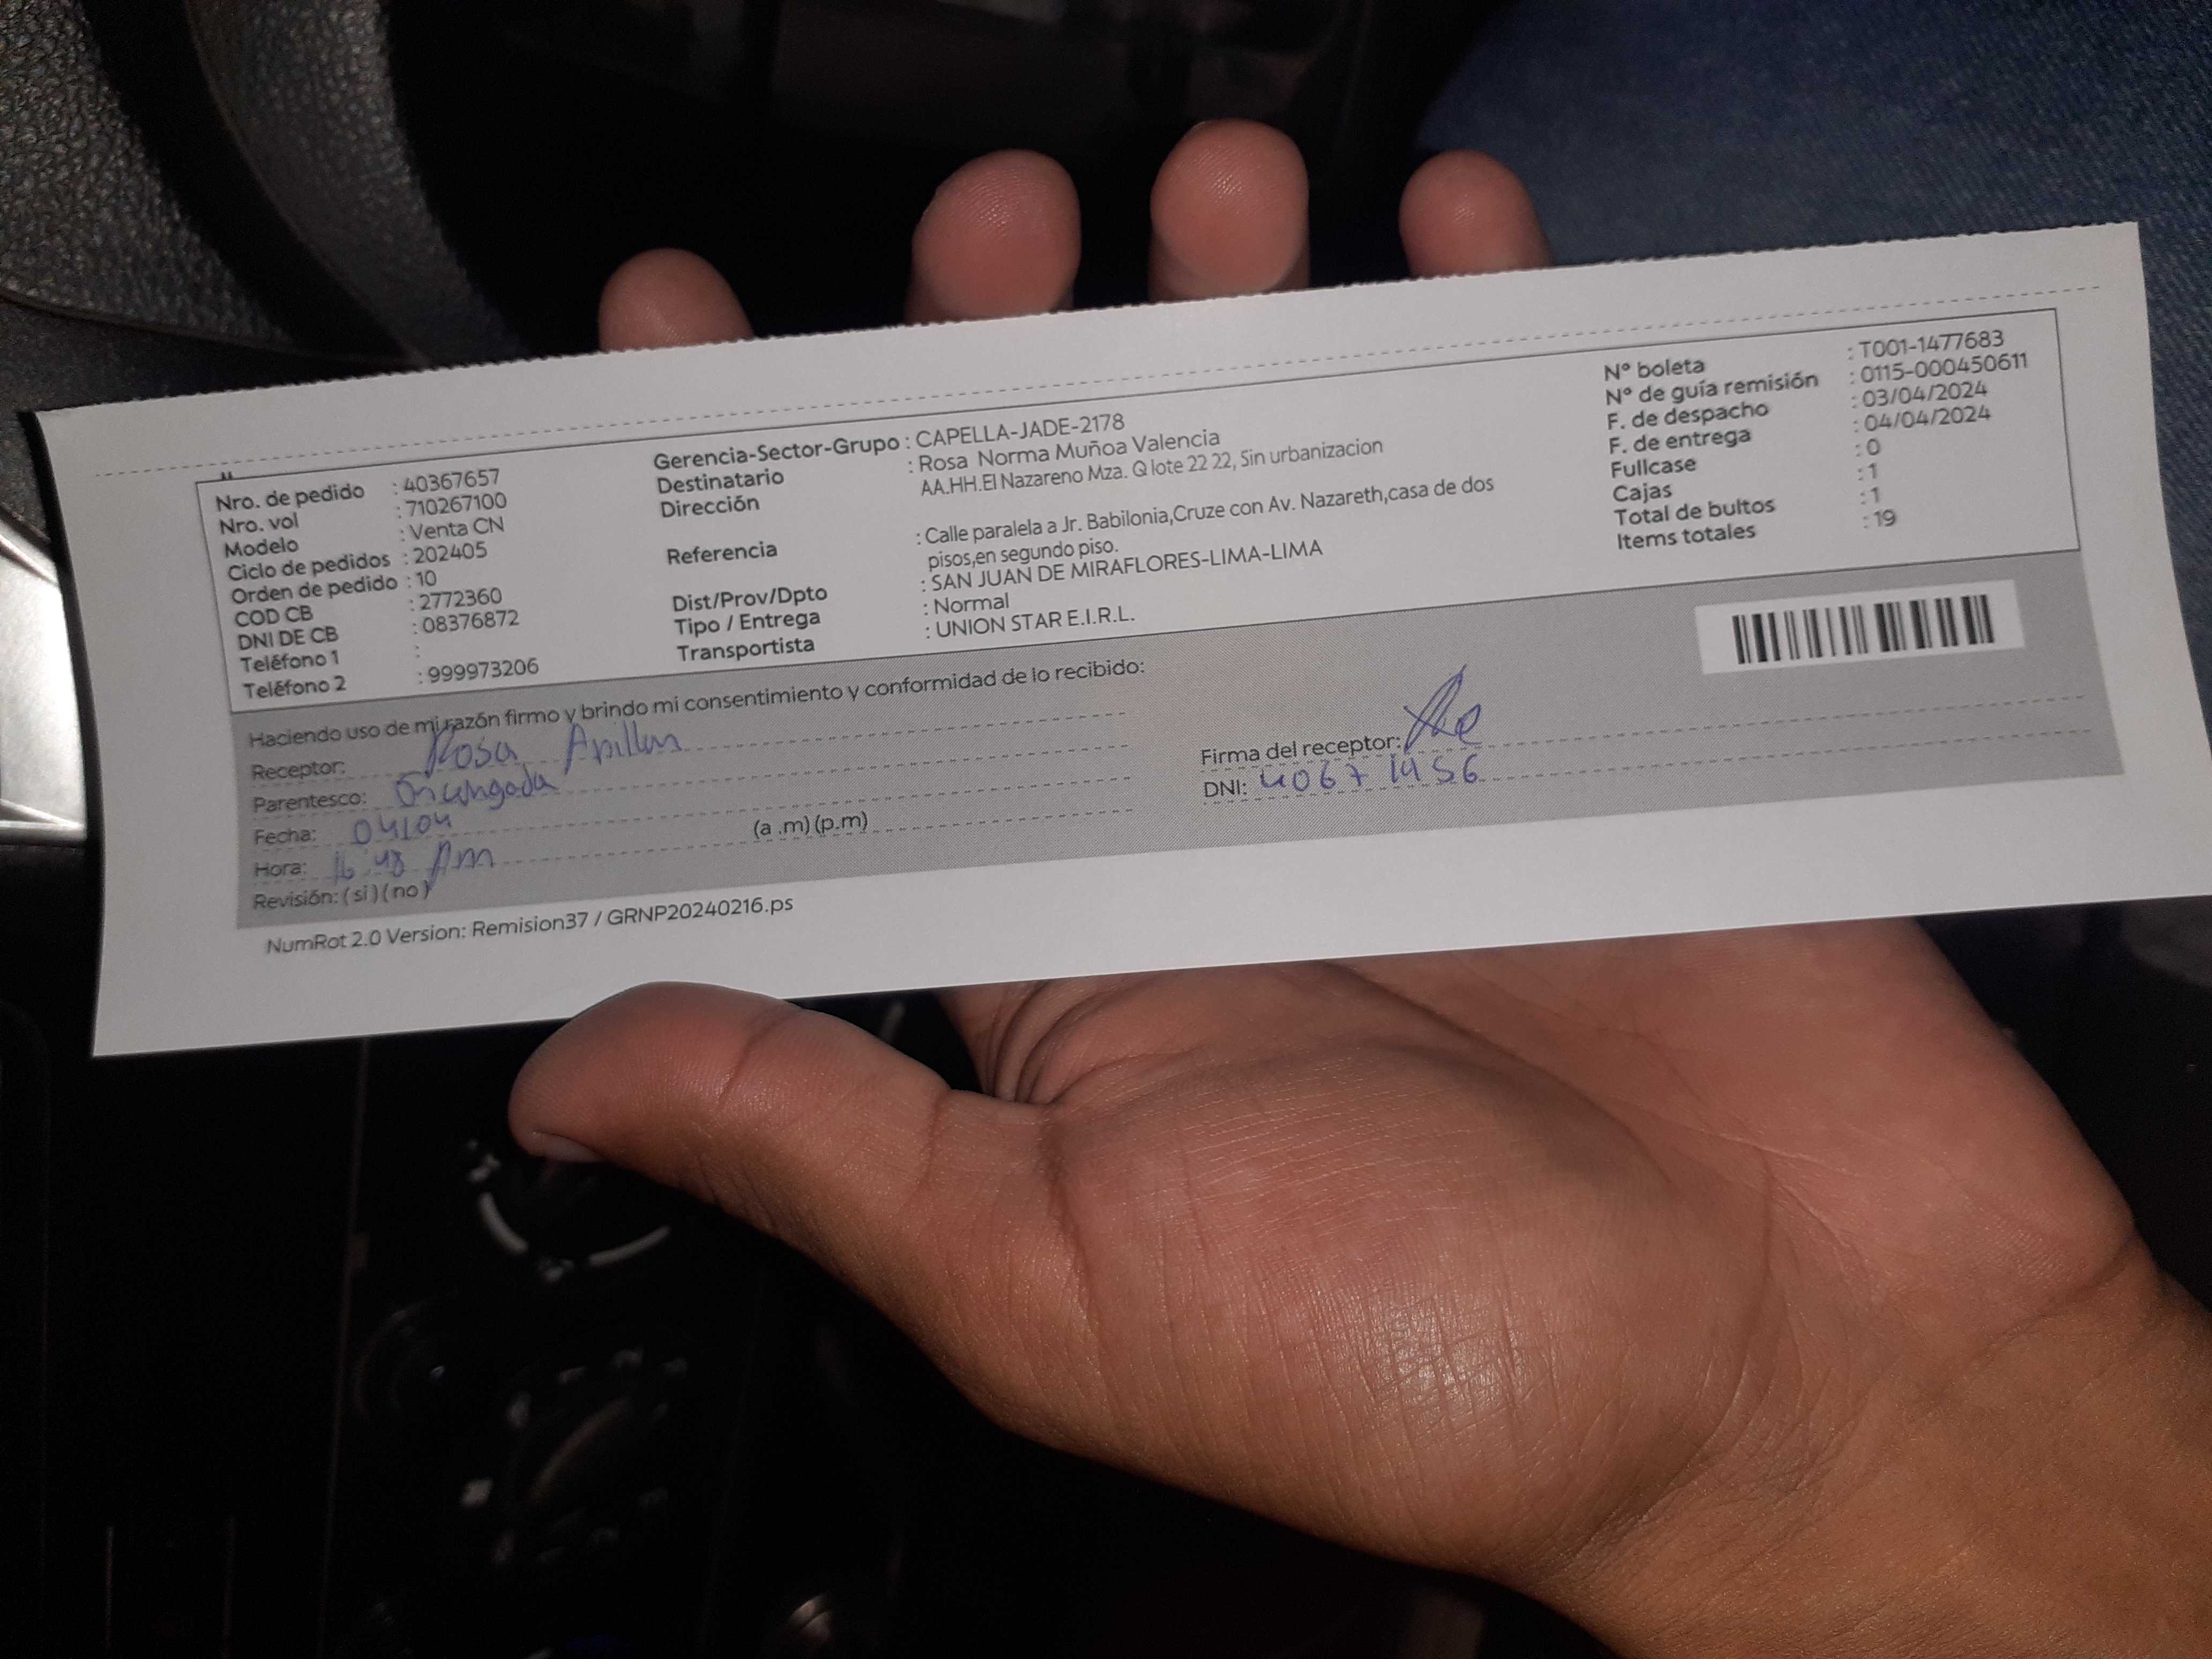 Nro. de pedido : 40367657
Nro. vol : 710267100
Modelo : Venta CN
Ciclo de pedidos : 202405
Orden de pedido : 10
COD CB : 2772360
DNI DE CB : 08376872
Teléfono 1 :
Teléfono 2 : 999973206
Gerencia-Sector-Grupo : CAPELLA-JADE-2178
Destinatario : Rosa Norma Muñoa Valencia
Dirección AA.HH.El Nazareno Mza. Q lote 22 22, Sin urbanizacion
Referencia : Calle paralela a Jr. Babilonia,Cruze con Av. Nazareth,casa de dos
pisos,en segundo piso.
Dist/Prov/Dpto : SAN JUAN DE MIRAFLORES-LIMA-LIMA
Tipo / Entrega : Normal
Transportista : UNION STAR E.I.R.L.
N° boleta : T001-1477683
N° de guía remisión : 0115-000450611
F. de despacho : 03/04/2024
F. de entrega : 04/04/2024
Fullcase : 0
Cajas : 1
Total de bultos : 1
Items totales : 19
Haciendo uso de mi razón firmo y brindo mi consentimiento y conformidad de lo recibido:
Receptor: Rosa
Parentesco: Encargada
Fecha: 04/04
Hora: 16:48 Pm (a .m) (p.m)
Revisión: (si) (no)
Firma del receptor:
DNI: 40671456
NumRot 2.0 Version: Remision37 / GRNP20240216.ps